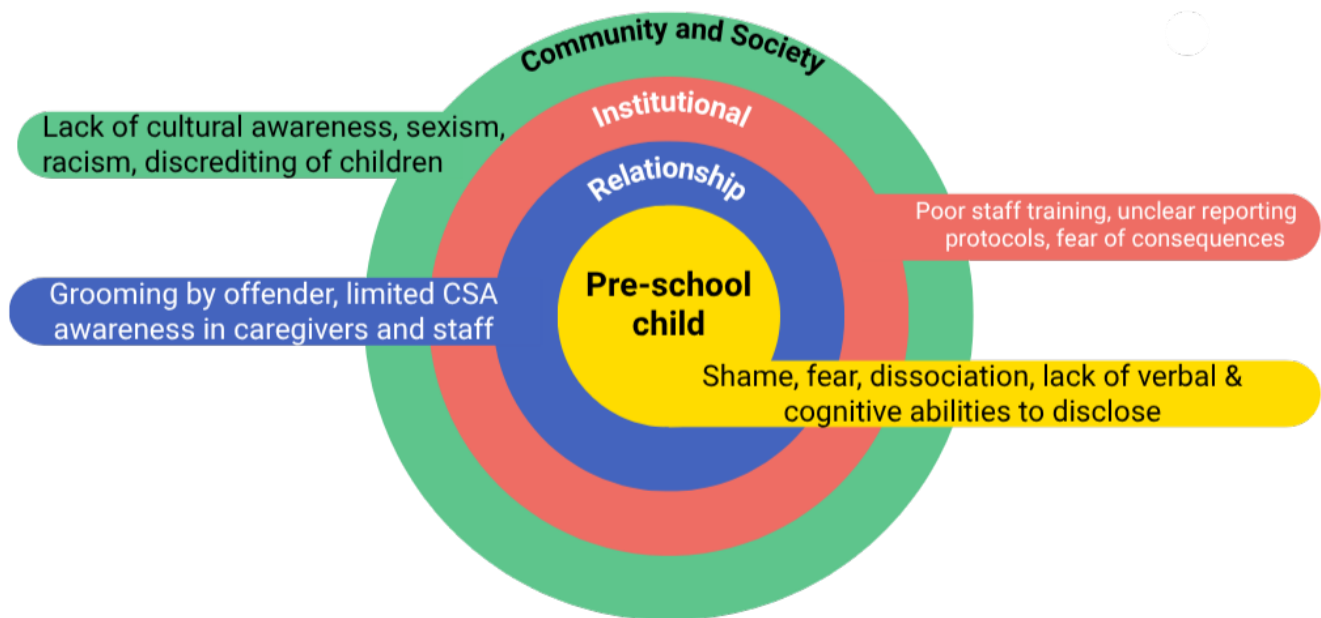 Community and Society
Institutional
Relationship
Pre-school
child
Lack of cultural awareness, sexism,
racism, discrediting of children
Poor staff training, unclear reporting
protocols, fear of consequences
Grooming by offender, limited CSA
awareness in caregivers and staff
Shame, fear, dissociation, lack of verbal &
cognitive abilities to disclose